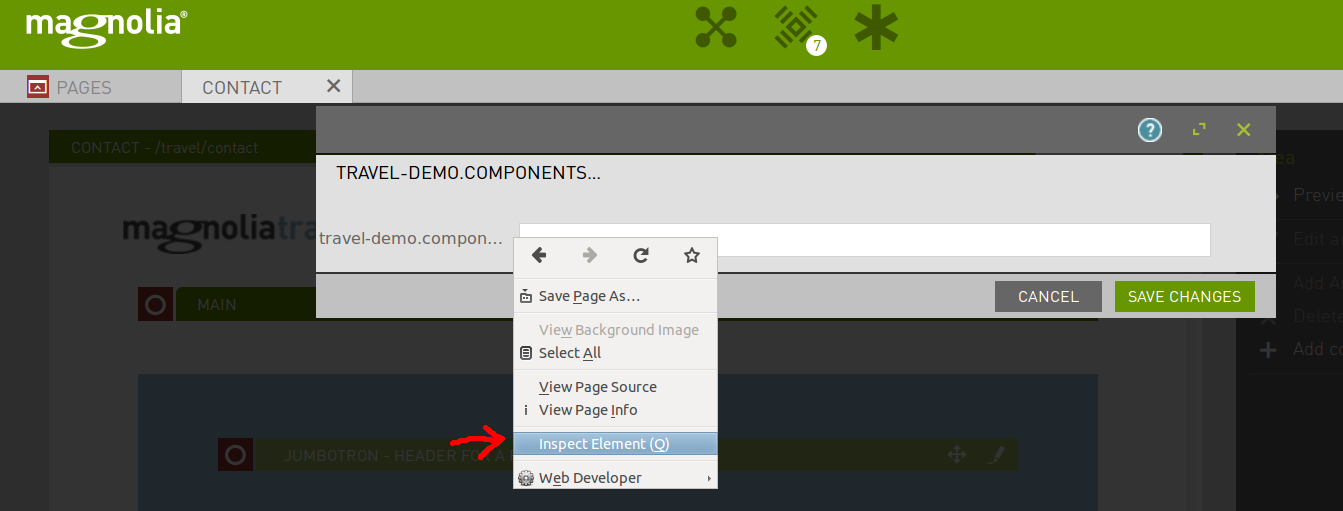 magnolia®
7
PAGES
CONTACT
CONTACT - /travel/contact
TRAVEL-DEMO.COMPONENTS...
magnoliatra
travel-demo.compon...
CANCEL
SAVE CHANGES
MAIN
Save Page As…
View Background Image
Select All
View Page Source
View Page Info
Inspect Element (Q)
Web Developer
JUMBOTRON - HEADER FO
Previe
Edit a
Add A
Delet
Add co